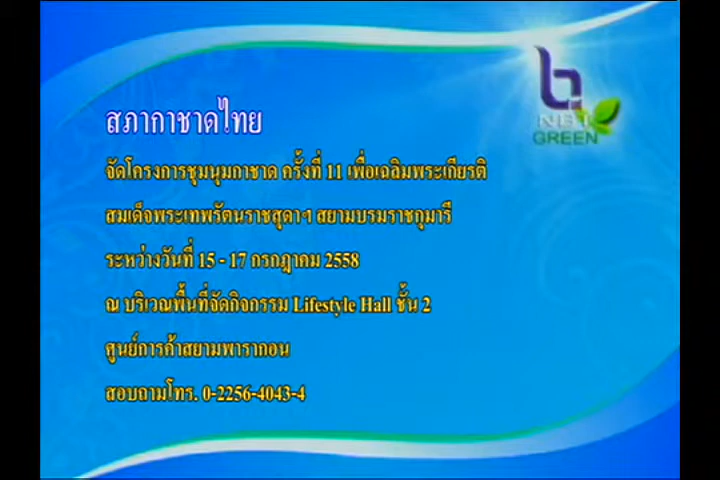 สภากาชาดไทย
จัดโครงการชุมนุมกาชาด ครั้งที่ 11 เพื่อเฉลิมพระเกียรติ
สมเด็จพระเทพรัตนราชสุดาฯ สยามบรมราชกุมารี
ระหว่างวันที่ 15 - 17 กรกฎาคม 2558
ณ บริเวณพื้นที่จัดกิจกรรม Lifestyle Hall ชั้น 2
ศูนย์การค้าสยามพารากอน
สอบถามโทร. 0-2256-4043-4
NBT
GREEN